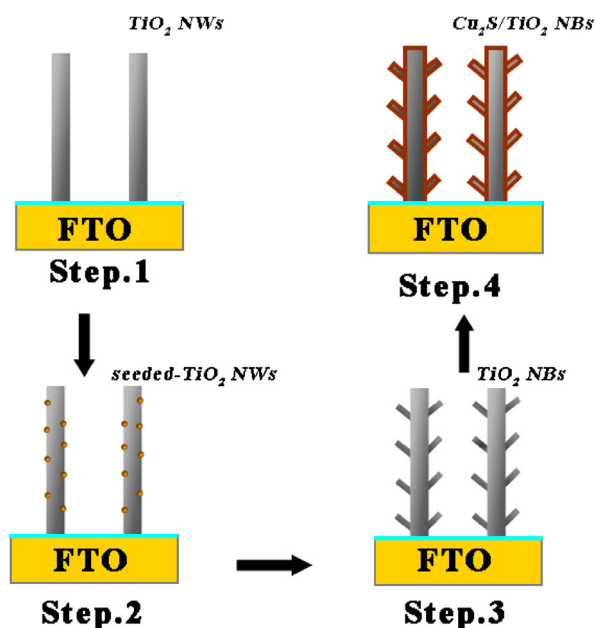 TiO₂ NWs
FTO
Step.1
seeded-TiO₂ NWs
FTO
Step.2
TiO₂ NBs
FTO
Step.3
Cu₂S/TiO₂ NBs
FTO
Step.4